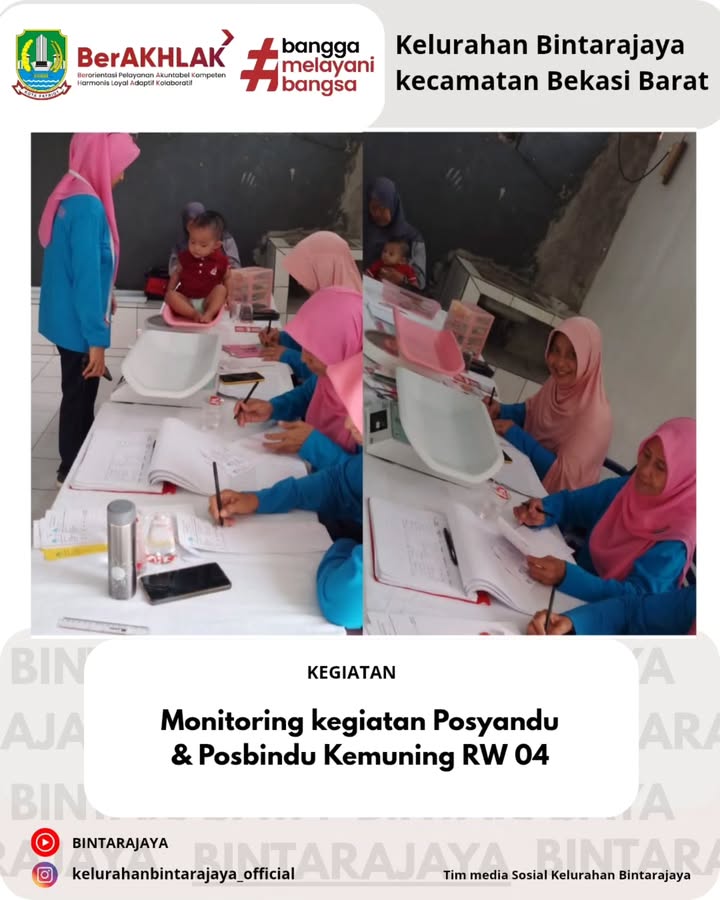 BerAKHLAK
Berorientasi Pelayanan Akuntabel Kompeten
Harmonis Loyal Adaptif Kolaboratif
#bangga
melayani
bangsa
Kelurahan Bintarajaya
kecamatan Bekasi Barat
KEGIATAN
Monitoring kegiatan Posyandu
& Posbindu Kemuning RW 04
BINTARAJAYA
kelurahanbintarajaya_official
Tim media Sosial Kelurahan Bintarajaya
BINTARAJAYA